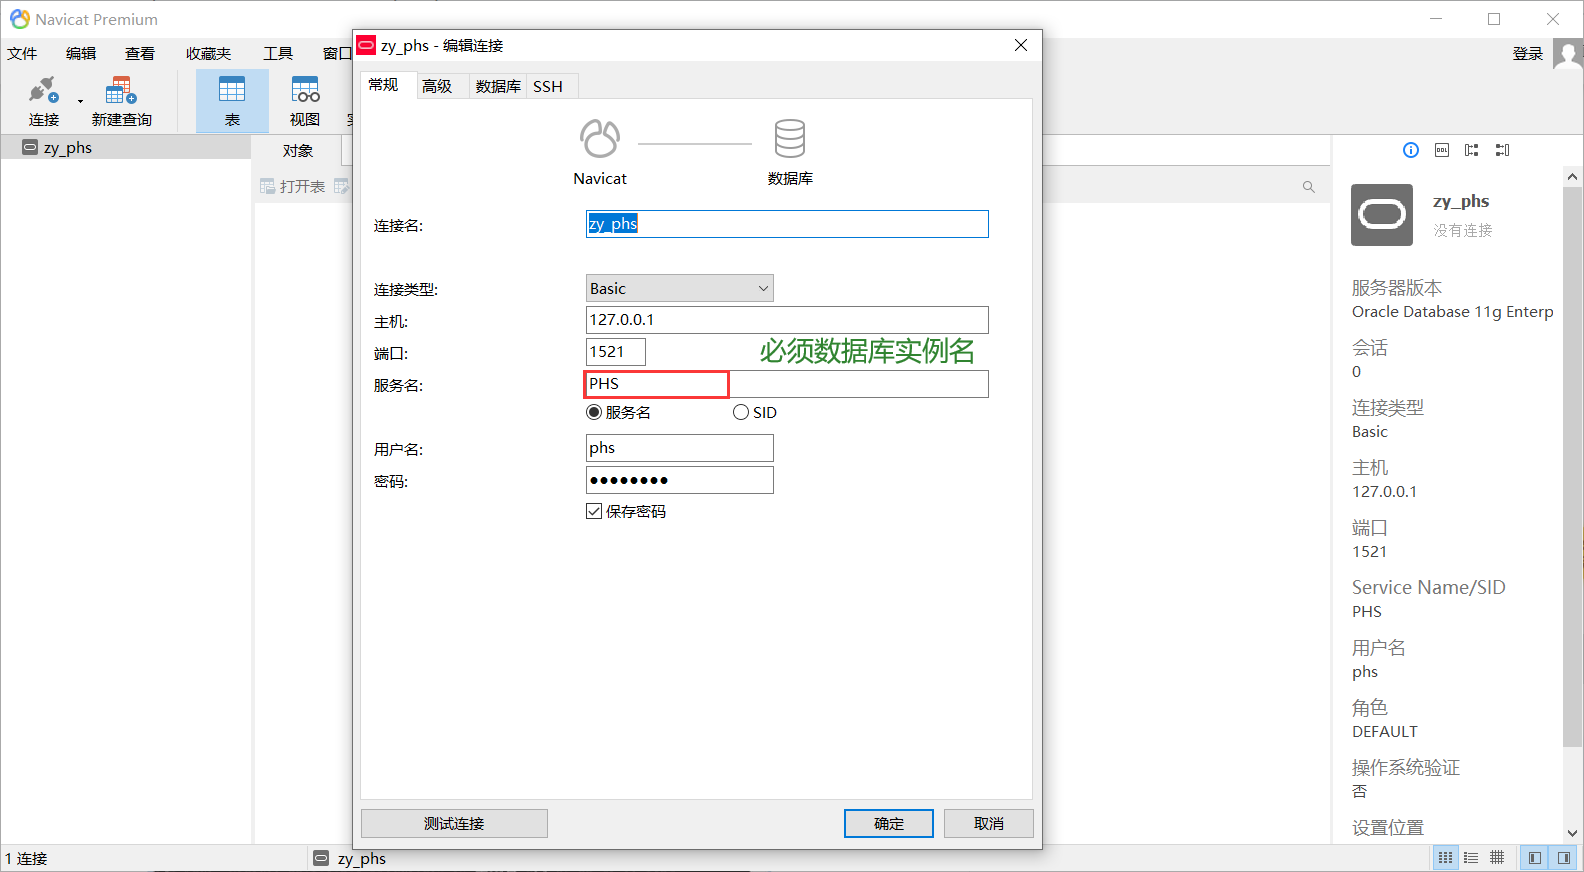 Navicat Premium
文件 编辑 查看 收藏夹 工具 窗口
登录
连接 新建查询 表 视图
zy_phs
对象
打开表
zy_phs - 编辑连接
常规 高级 数据库 SSH
Navicat 数据库
连接名: zy_phs
连接类型: Basic
主机: 127.0.0.1
端口: 1521
必须数据库实例名
服务名: PHS
服务名 SID
用户名: phs
密码: ●●●●●●●●
保存密码
测试连接 确定 取消
zy_phs
没有连接
服务器版本
Oracle Database 11g Enterp
会话
0
连接类型
Basic
主机
127.0.0.1
端口
1521
Service Name/SID
PHS
用户名
phs
角色
DEFAULT
操作系统验证
否
设置位置
1 连接 zy_phs